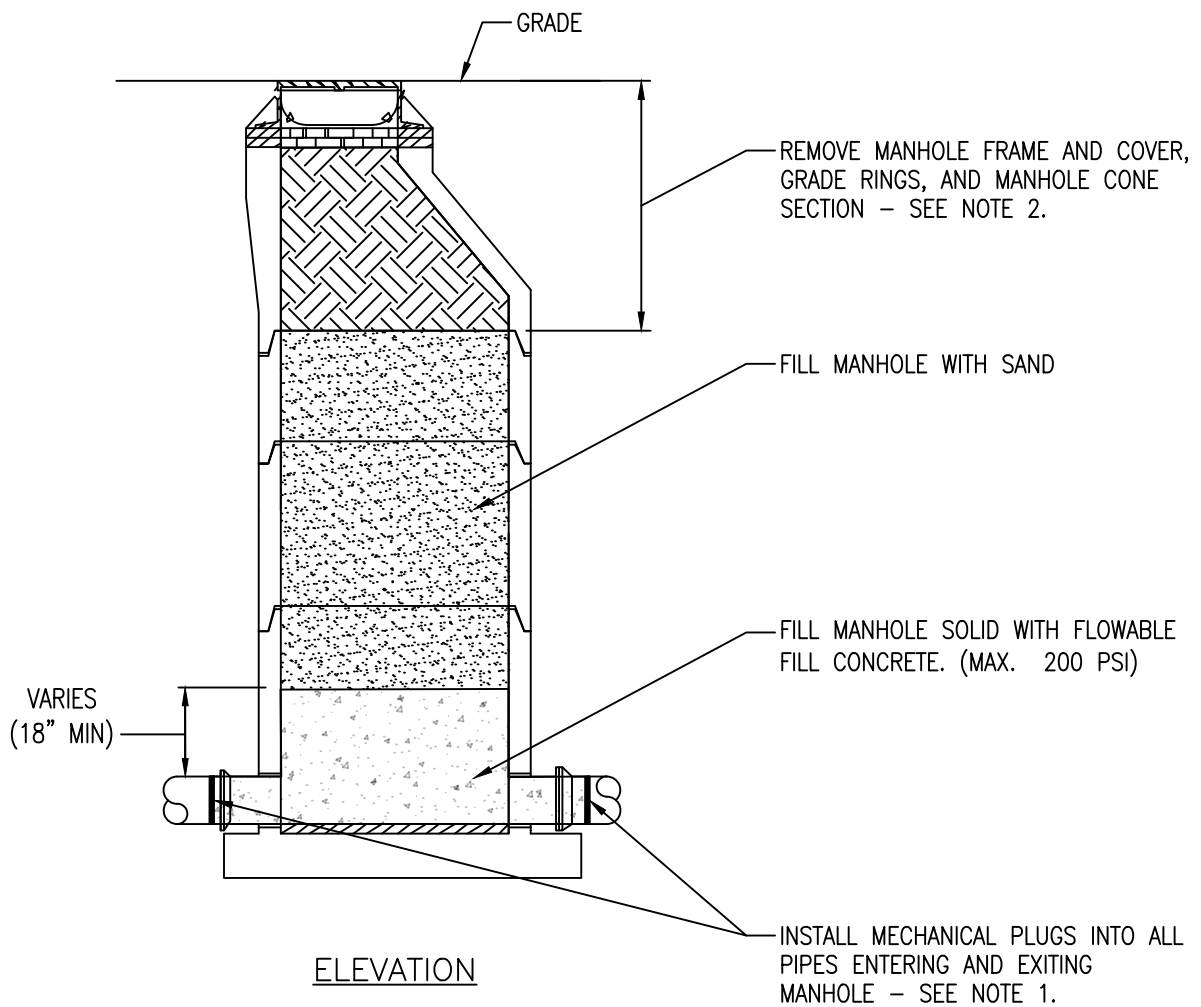 GRADE
REMOVE MANHOLE FRAME AND COVER,
GRADE RINGS, AND MANHOLE CONE
SECTION – SEE NOTE 2.
FILL MANHOLE WITH SAND
FILL MANHOLE SOLID WITH FLOWABLE
FILL CONCRETE. (MAX. 200 PSI)
VARIES
(18" MIN)
INSTALL MECHANICAL PLUGS INTO ALL
PIPES ENTERING AND EXITING
MANHOLE – SEE NOTE 1.
ELEVATION